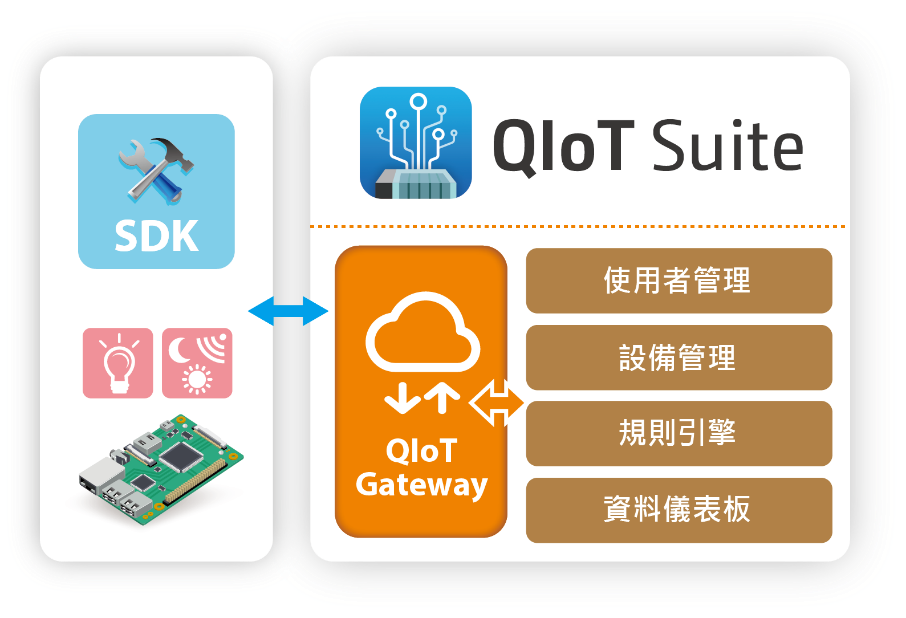 SDK
QIoT Suite
QIoT
Gateway
使用者管理
設備管理
規則引擎
資料儀表板